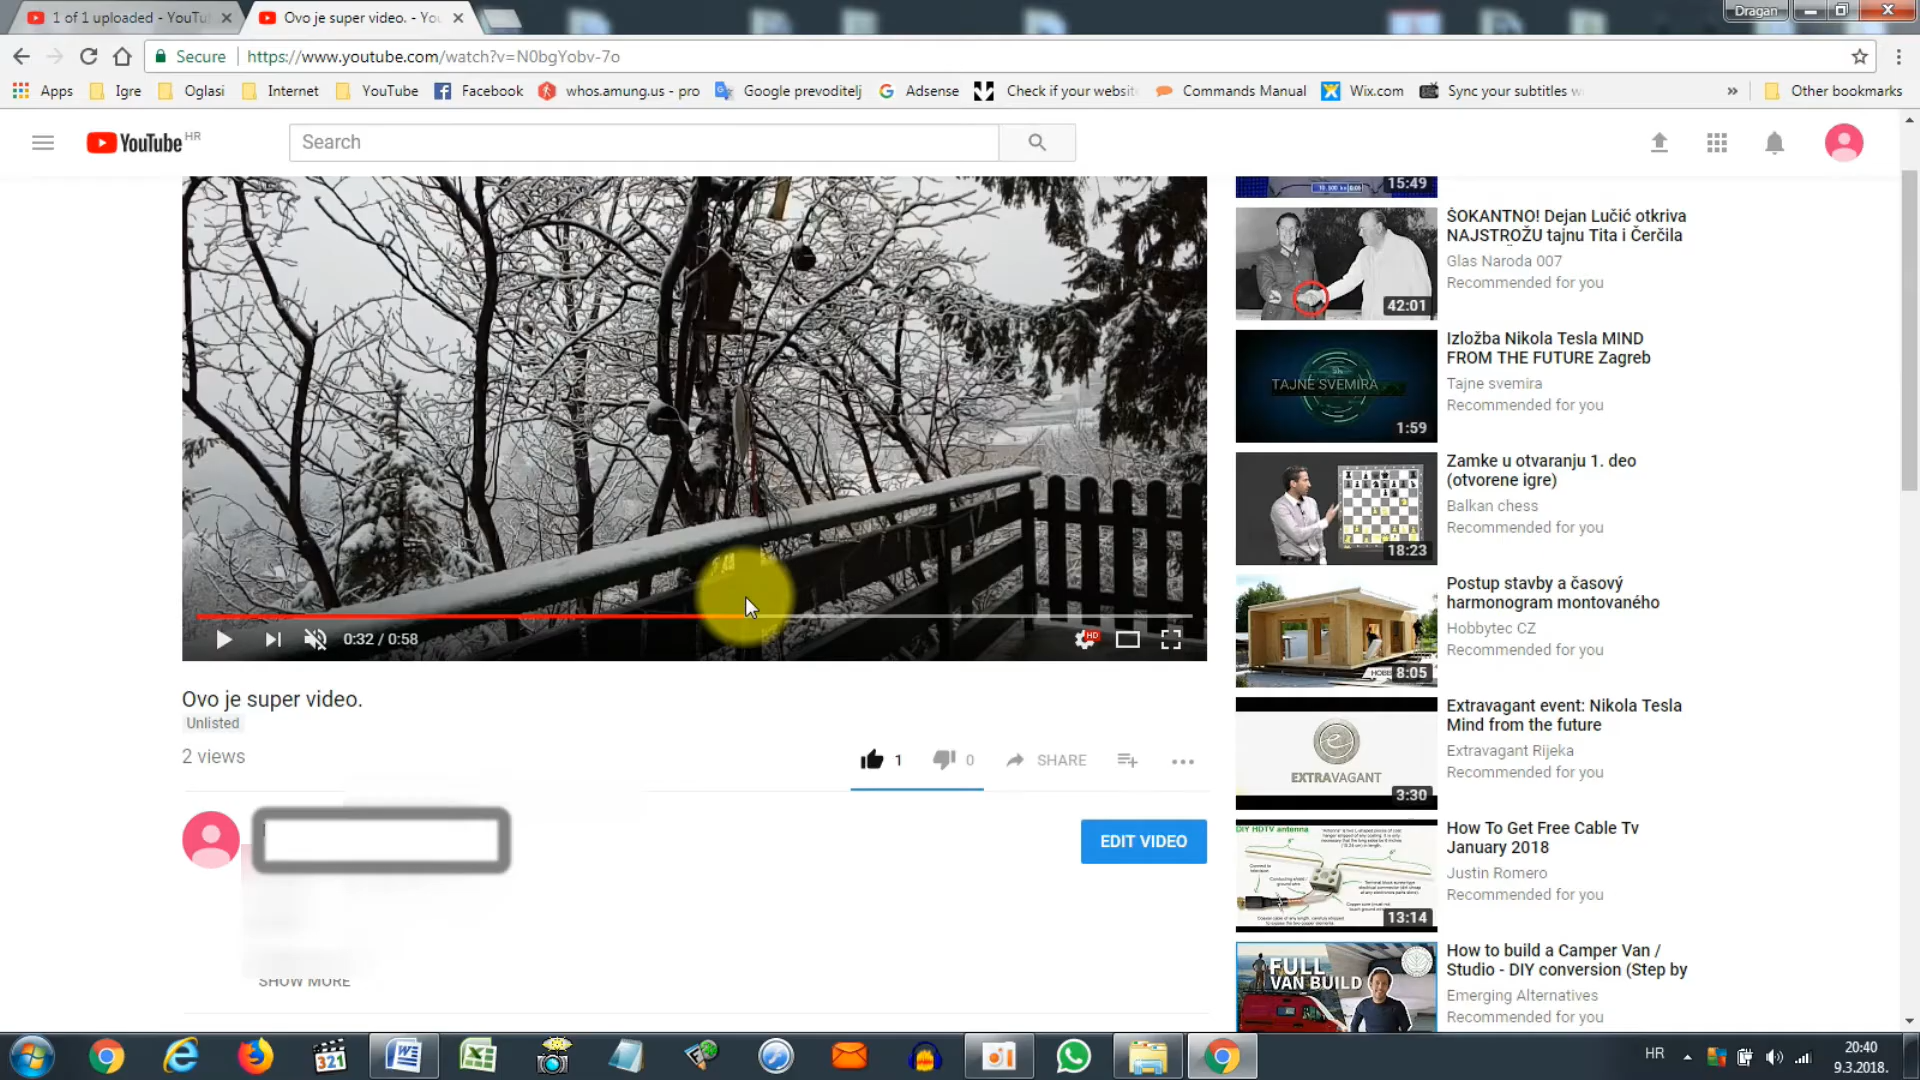 1 of 1 uploaded - YouTu
Ovo je super video. - You
Dragan
Secure
https://www.youtube.com/watch?v=N0bgYobv-7o
Apps
Igre
Oglasi
Internet
YouTube
Facebook
whos.amung.us - pro
Google prevoditelj
Adsense
Check if your website
Commands Manual
Wix.com
Sync your subtitles w
»
Other bookmarks
YouTube HR
Search
15:49
ŠOKANTNO! Dejan Lučić otkriva
NAJSTROŽU tajnu Tita i Čerčila
Glas Naroda 007
Recommended for you
42:01
Izložba Nikola Tesla MIND
FROM THE FUTURE Zagreb
Tajne svemira
Recommended for you
TAJNE SVEMIRA
1:59
Zamke u otvaranju 1. deo
(otvorene igre)
Balkan chess
Recommended for you
18:23
Postup stavby a časový
harmonogram montovaného
Hobbytec CZ
Recommended for you
HOBB
8:05
Extravagant event: Nikola Tesla
Mind from the future
Extravagant Rijeka
Recommended for you
EXTRAVAGANT
3:30
How To Get Free Cable Tv
January 2018
Justin Romero
Recommended for you
DIY HDTV antenna
13:14
How to build a Camper Van /
Studio - DIY conversion (Step by
Emerging Alternatives
Recommended for you
FULL
VAN BUILD
0:32 / 0:58
HD
Ovo je super video.
Unlisted
2 views
1
0
SHARE
EDIT VIDEO
SHOW MORE
321
HR
20:40
9.3.2018.